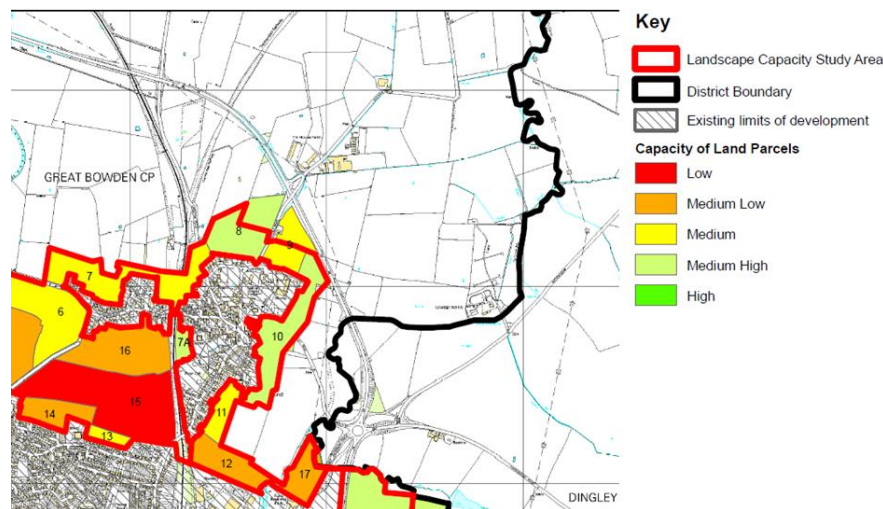 Key
Landscape Capacity Study Area
District Boundary
Existing limits of development
Capacity of Land Parcels
Low
Medium Low
Medium
Medium High
High
GREAT BOWDEN CP
8
9
7
6
10
7A
16
15
11
14
13
12
17
DINGLEY